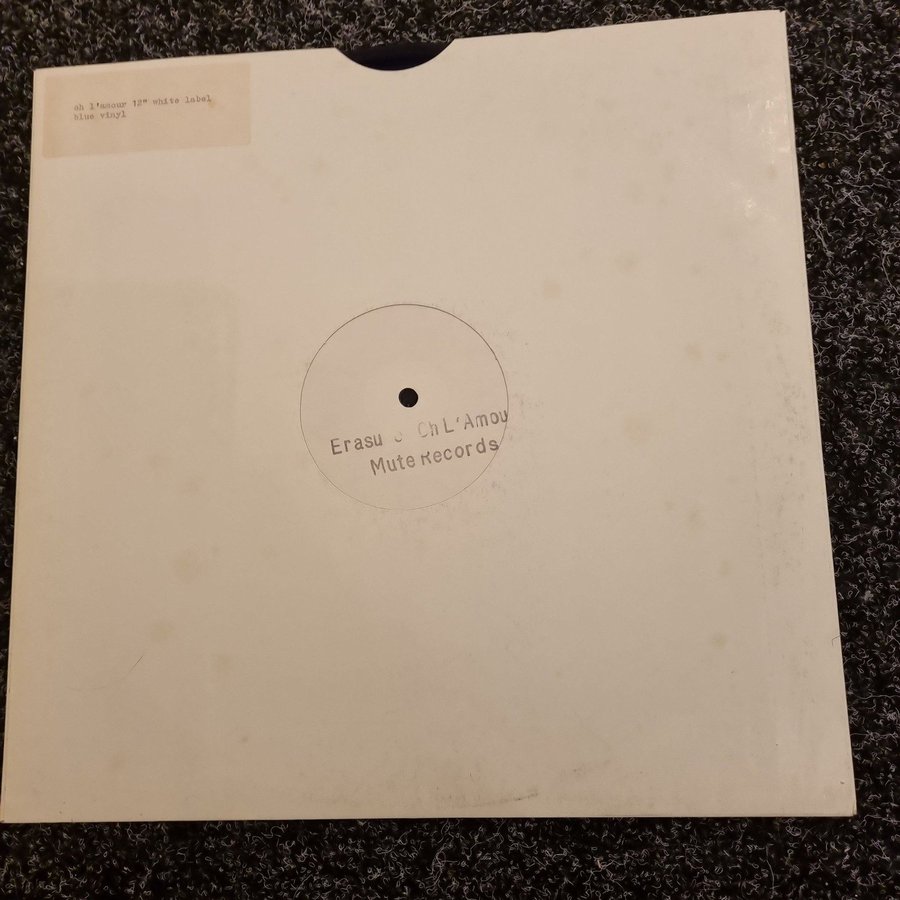 oh l'amour 12" white label
blue vinyl
Erasu e Oh L'Amou
Mute Records